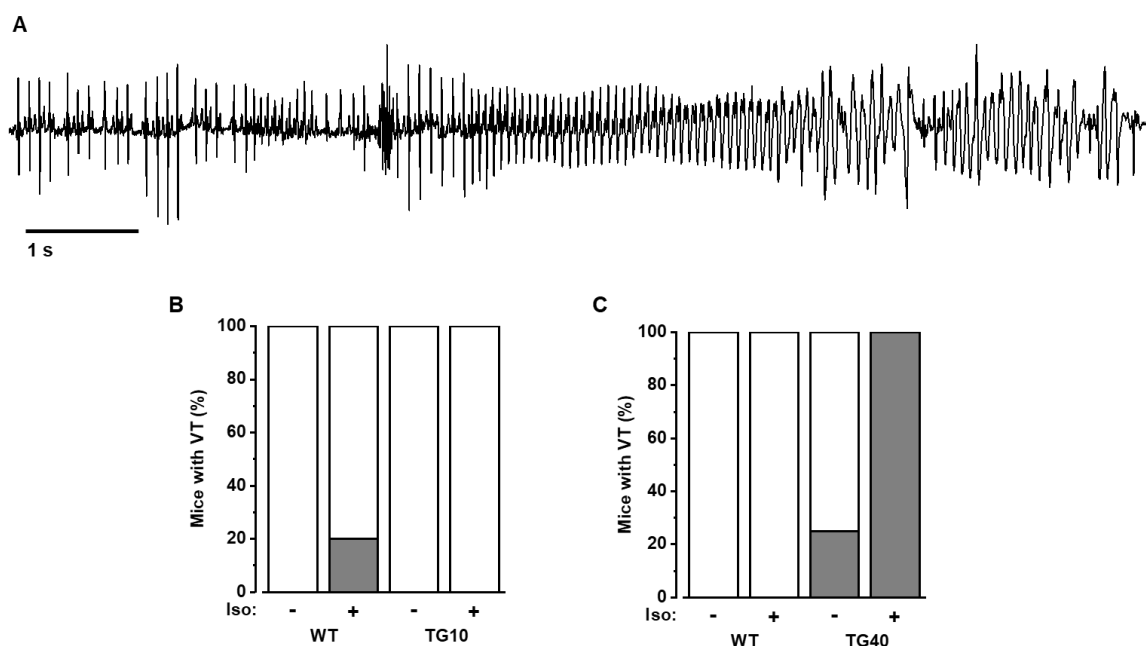 A
1 s
B
Mice with VT (%)
100
80
60
40
20
0
Iso: - + - +
WT TG10
C
Mice with VT (%)
100
80
60
40
20
0
Iso: - + - +
WT TG40